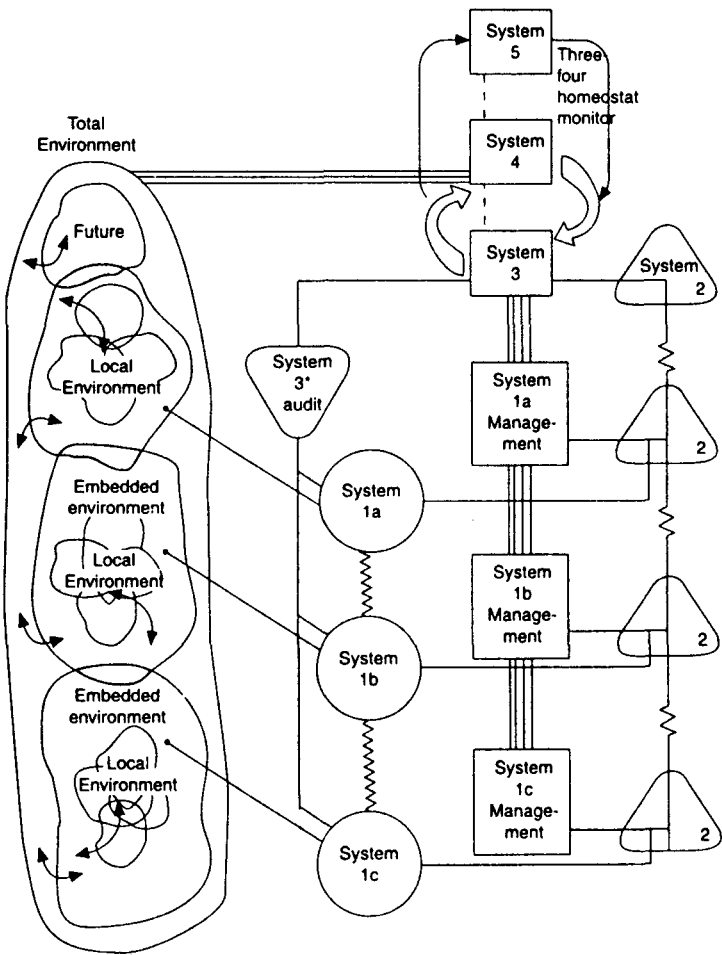 System
5
Three-
four
homeostat
monitor
Total
Environment
System
4
Future
System
3
System
2
Local
Environment
System
3*
audit
System
1a
Manage-
ment
2
Embedded
environment
System
1a
Local
Environment
System
1b
Manage-
ment
2
System
1b
Embedded
environment
Local
Environment
System
1c
Manage-
ment
2
System
1c